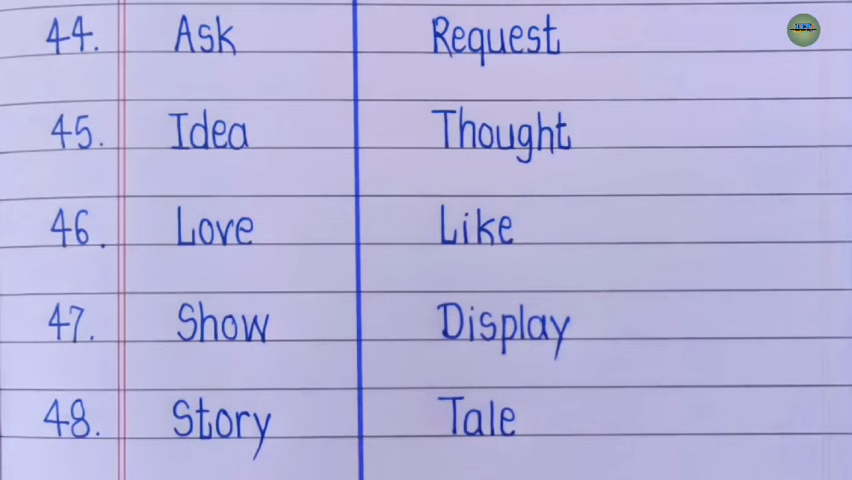 44. Ask Request
45. Idea Thought
46. Love Like
47. Show Display
48. Story Tale